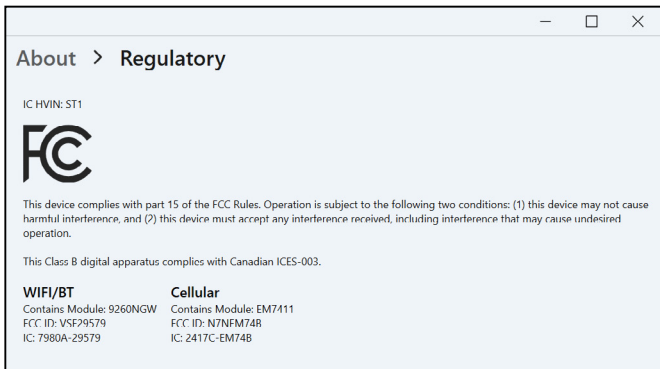 About > Regulatory
IC HVIN: ST1
FCC
This device complies with part 15 of the FCC Rules. Operation is subject to the following two conditions: (1) this device may not cause
harmful interference, and (2) this device must accept any interference received, including interference that may cause undesired
operation.
This Class B digital apparatus complies with Canadian ICES-003.
WIFI/BT
Contains Module: 9260NGW
FCC ID: VSF29579
IC: 7980A-29579
Cellular
Contains Module: EM7411
FCC ID: N7NEM74B
IC: 2417C-EM74B